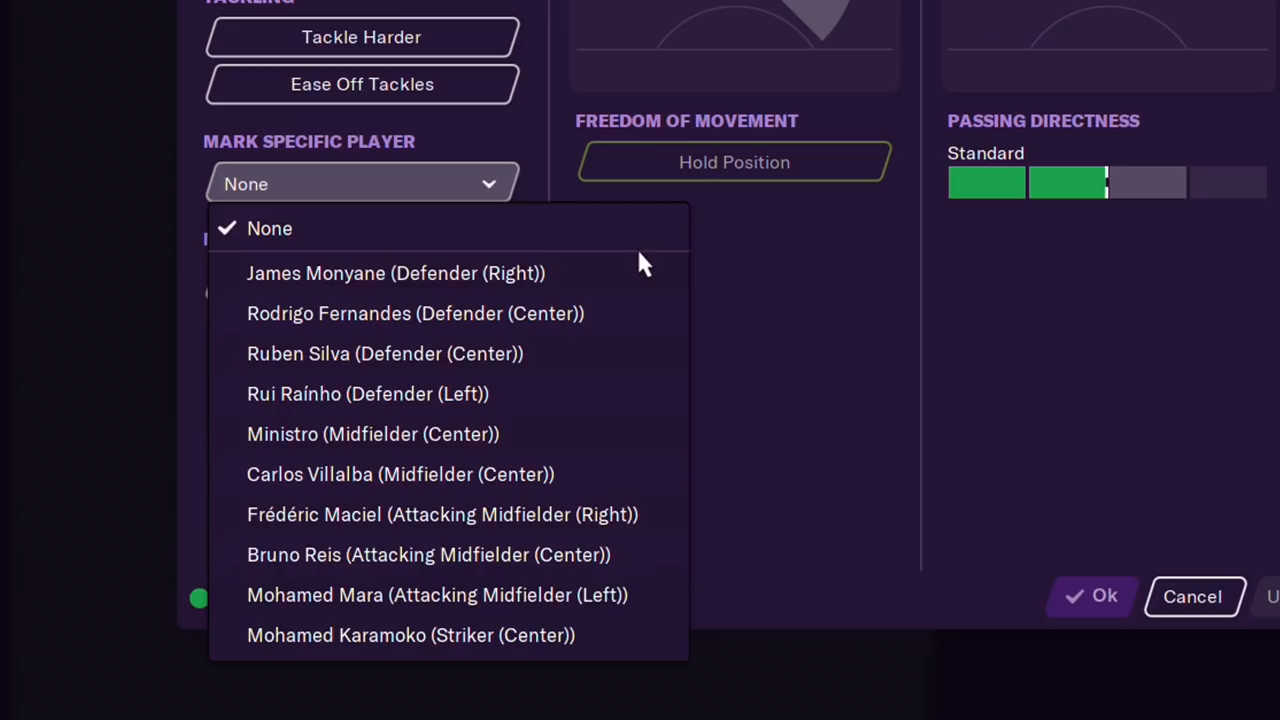 TACKLING
Tackle Harder
Ease Off Tackles
MARK SPECIFIC PLAYER
None
None
James Monyane (Defender (Right))
Rodrigo Fernandes (Defender (Center))
Ruben Silva (Defender (Center))
Rui Raínho (Defender (Left))
Ministro (Midfielder (Center))
Carlos Villalba (Midfielder (Center))
Frédéric Maciel (Attacking Midfielder (Right))
Bruno Reis (Attacking Midfielder (Center))
Mohamed Mara (Attacking Midfielder (Left))
Mohamed Karamoko (Striker (Center))
FREEDOM OF MOVEMENT
Hold Position
PASSING DIRECTNESS
Standard
Ok
Cancel